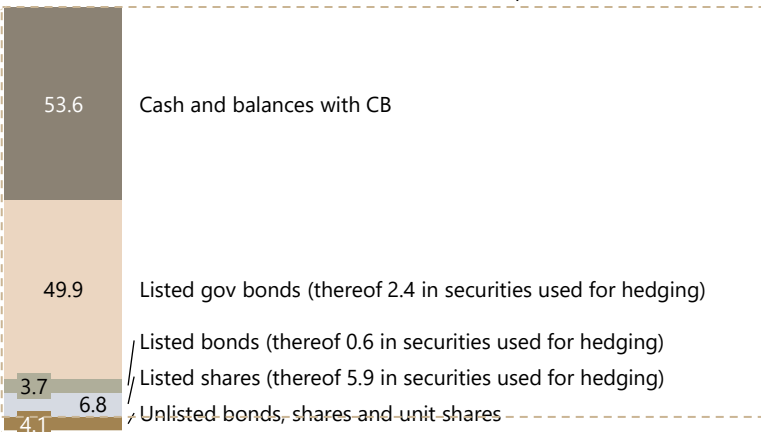 53.6 Cash and balances with CB
49.9 Listed gov bonds (thereof 2.4 in securities used for hedging)
Listed bonds (thereof 0.6 in securities used for hedging)
3.7 Listed shares (thereof 5.9 in securities used for hedging)
6.8 Unlisted bonds, shares and unit shares
4.1